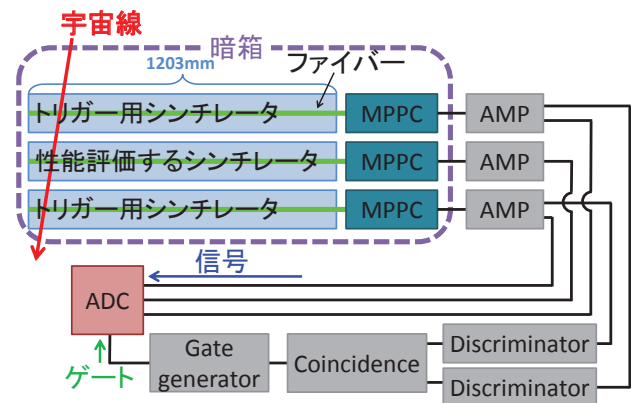 宇宙線
暗箱
1203mm
ファイバー
トリガー用シンチレータ
MPPC
AMP
性能評価するシンチレータ
MPPC
AMP
トリガー用シンチレータ
MPPC
AMP
信号
ADC
ゲート
Gate
generator
Coincidence
Discriminator
Discriminator